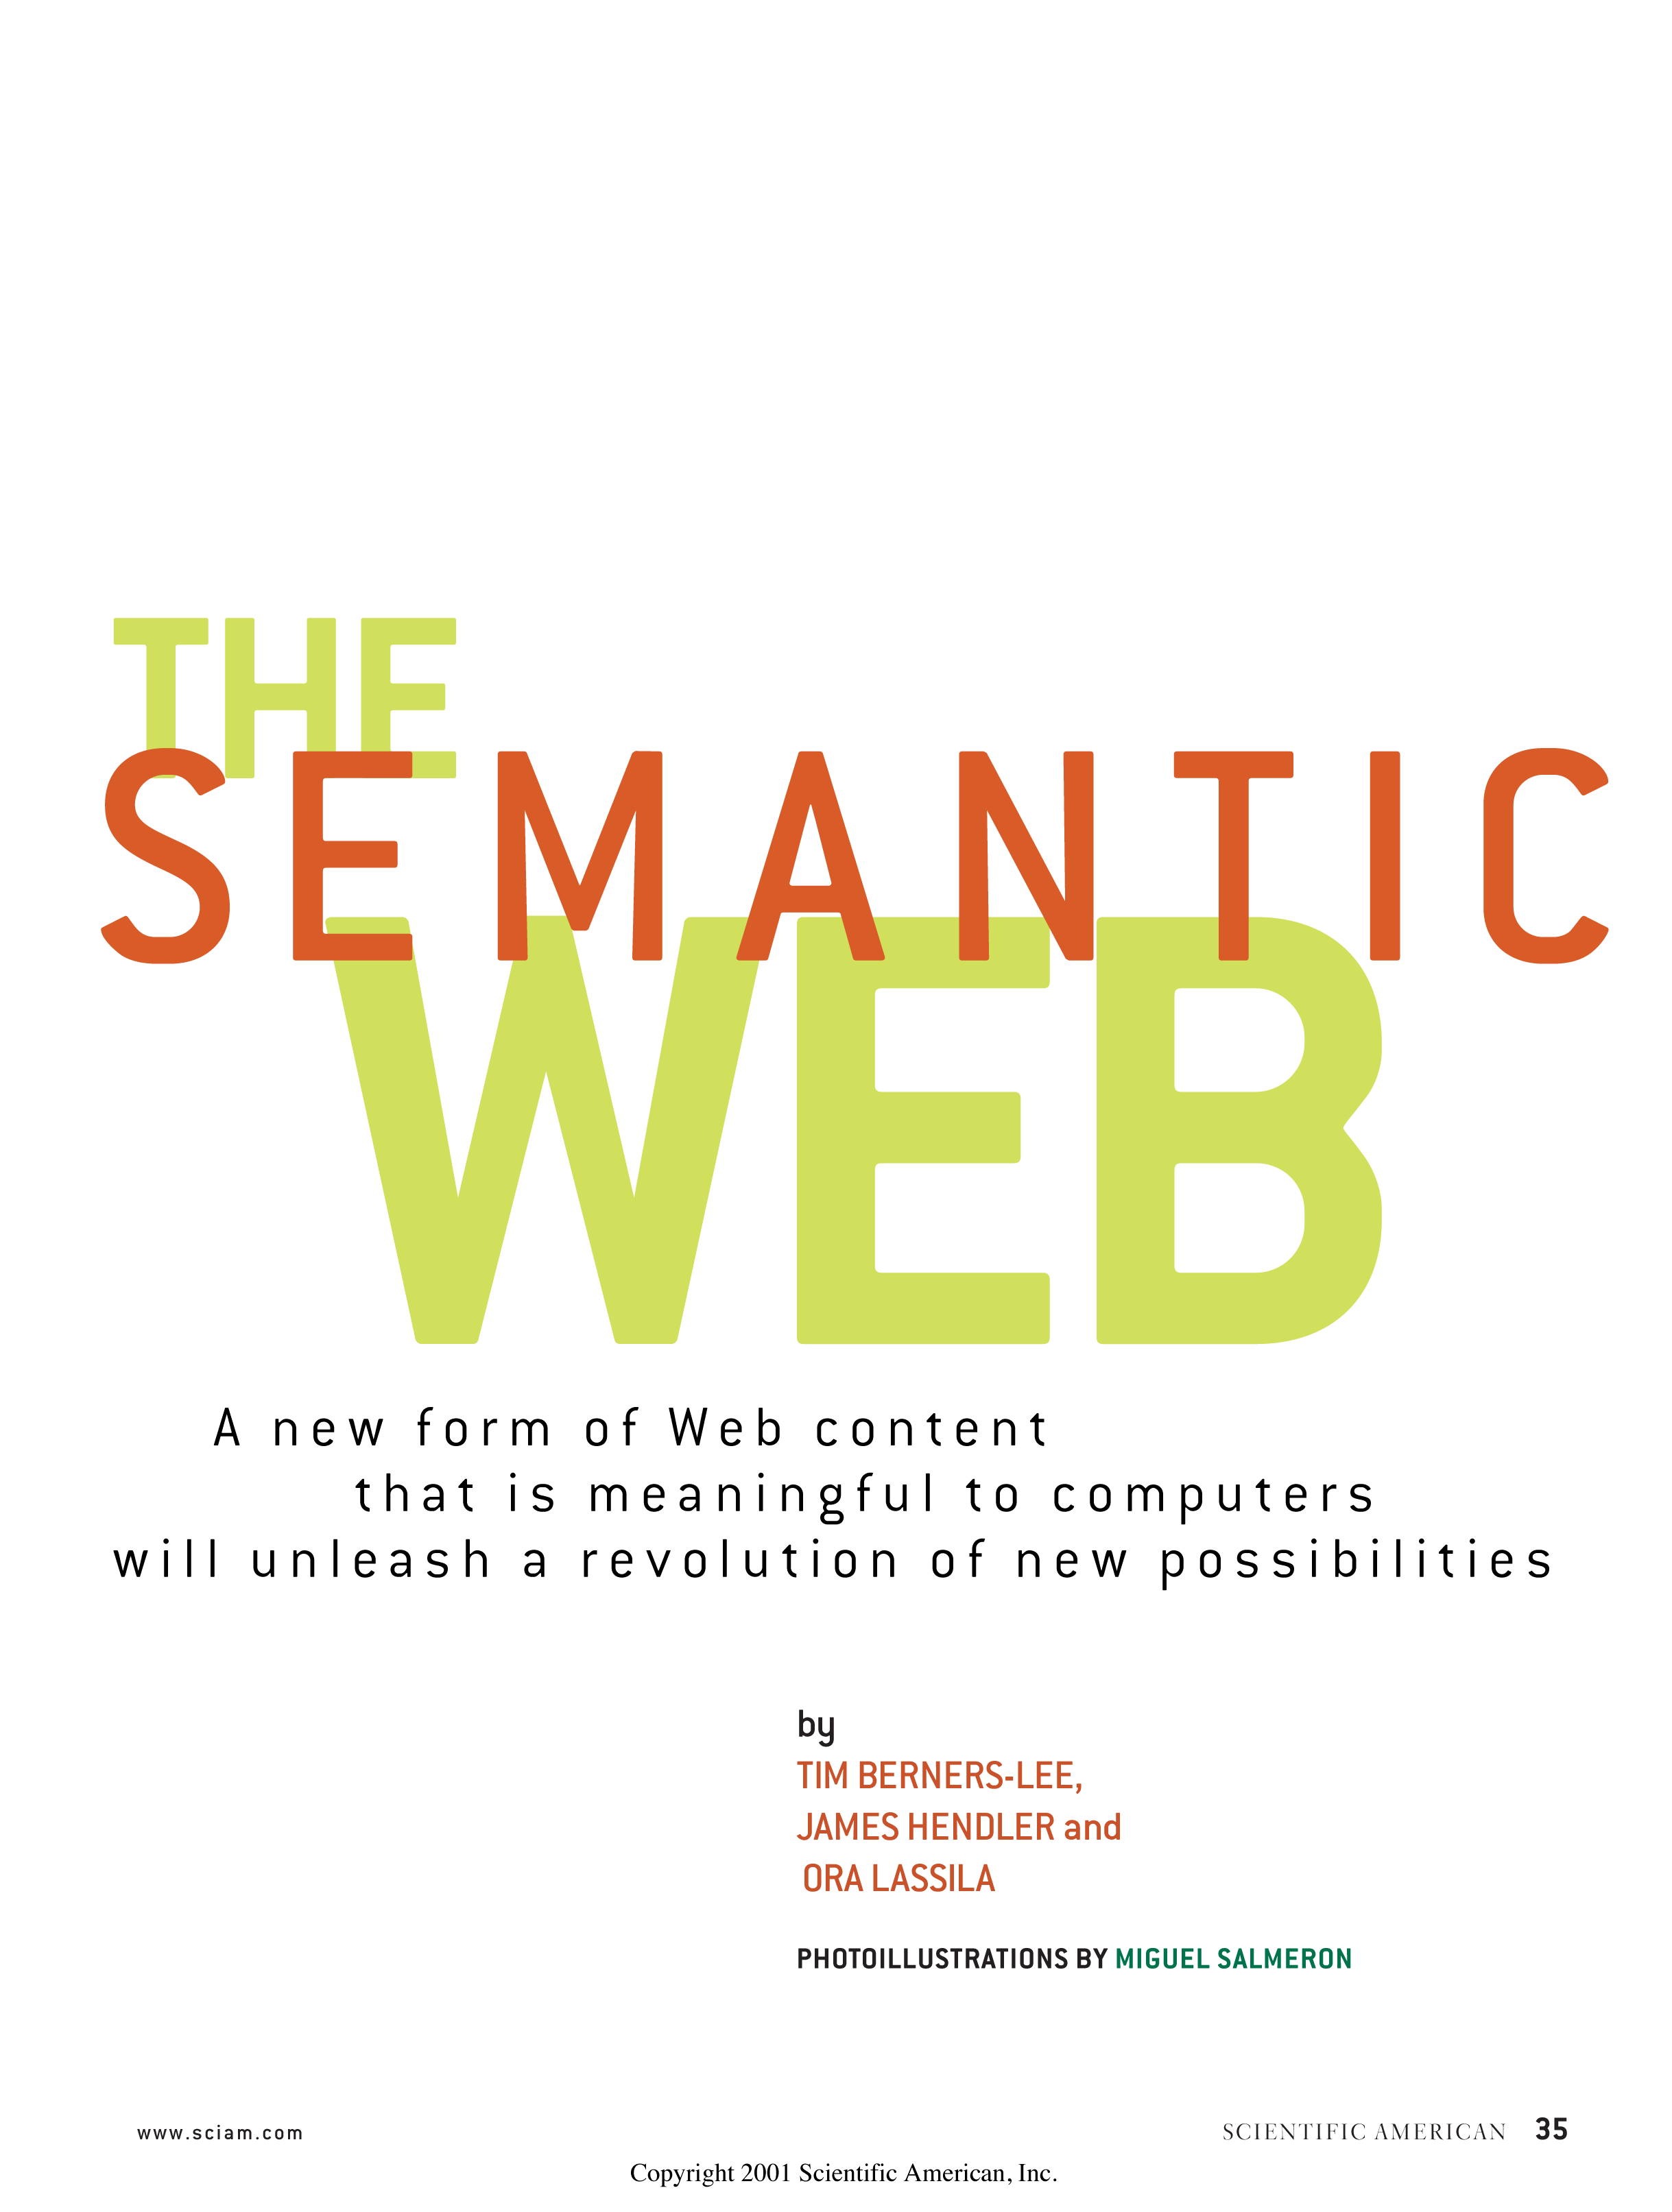 THE
SEMANTIC
WEB
A new form of Web content
that is meaningful to computers
will unleash a revolution of new possibilities
by
TIM BERNERS-LEE,
JAMES HENDLER and
ORA LASSILA
PHOTOILLUSTRATIONS BY MIGUEL SALMERON
www.sciam.com
SCIENTIFIC AMERICAN 35
Copyright 2001 Scientific American, Inc.